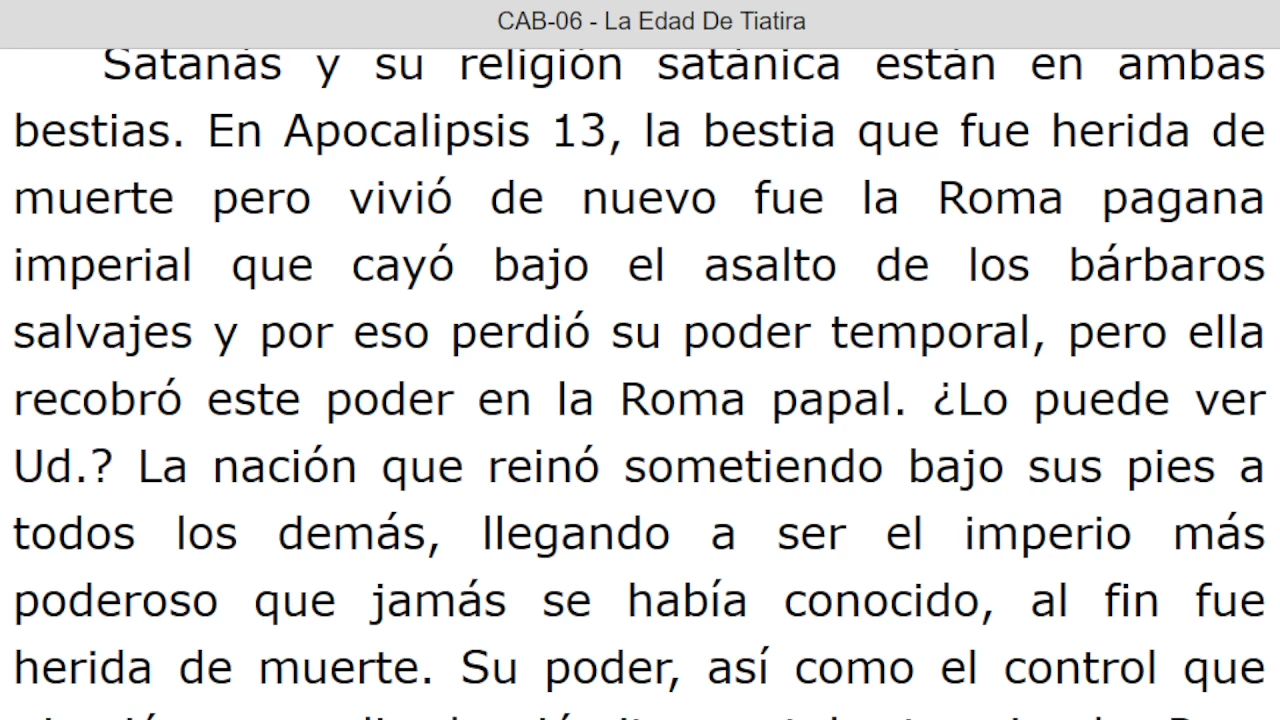 CAB-06 - La Edad De Tiatira
Satanás y su religión satánica están en ambas
bestias. En Apocalipsis 13, la bestia que fue herida de
muerte pero vivió de nuevo fue la Roma pagana
imperial que cayó bajo el asalto de los bárbaros
salvajes y por eso perdió su poder temporal, pero ella
recobró este poder en la Roma papal. ¿Lo puede ver
Ud.? La nación que reinó sometiendo bajo sus pies a
todos los demás, llegando a ser el imperio más
poderoso que jamás se había conocido, al fin fue
herida de muerte. Su poder, así como el control que